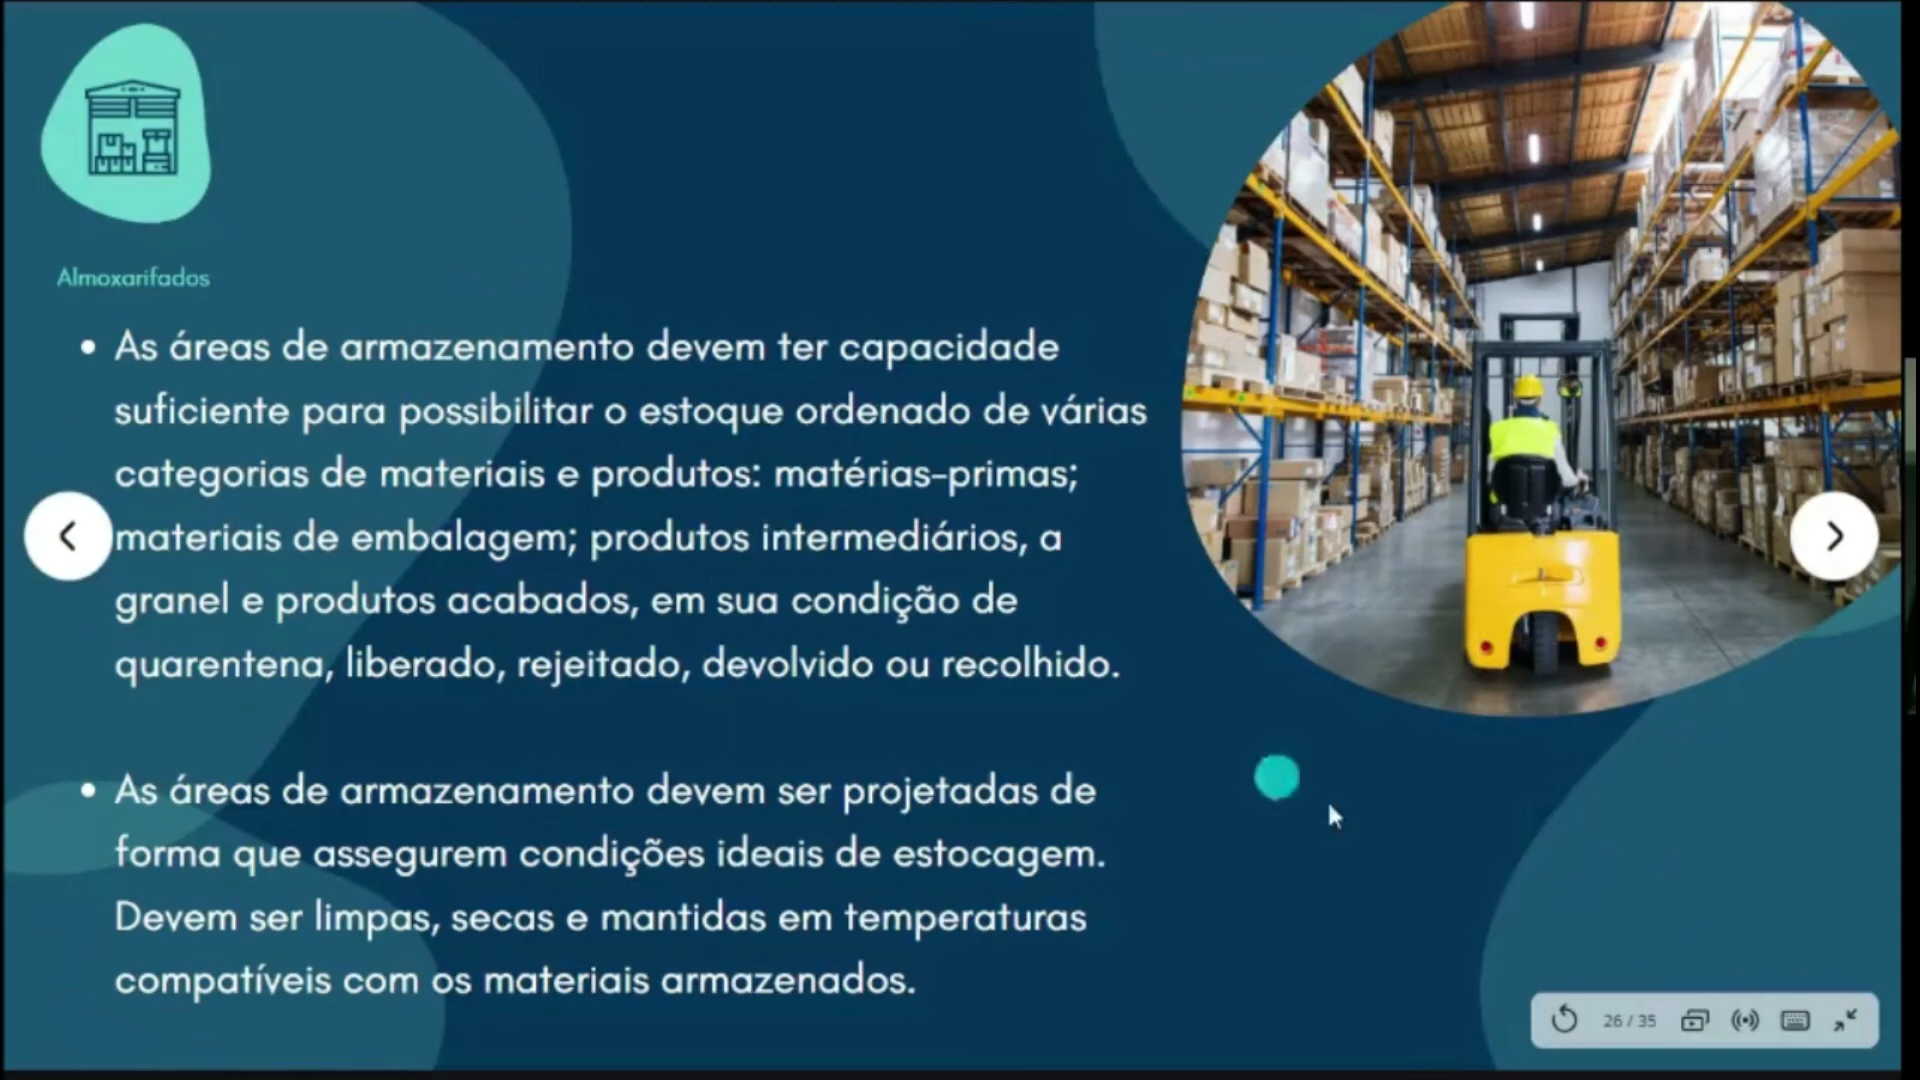 Almoxarifados
• As áreas de armazenamento devem ter capacidade
suficiente para possibilitar o estoque ordenado de várias
categorias de materiais e produtos: matérias-primas;
materiais de embalagem; produtos intermediários, a
granel e produtos acabados, em sua condição de
quarentena, liberado, rejeitado, devolvido ou recolhido.
• As áreas de armazenamento devem ser projetadas de
forma que assegurem condições ideais de estocagem.
Devem ser limpas, secas e mantidas em temperaturas
compatíveis com os materiais armazenados.
26 / 35